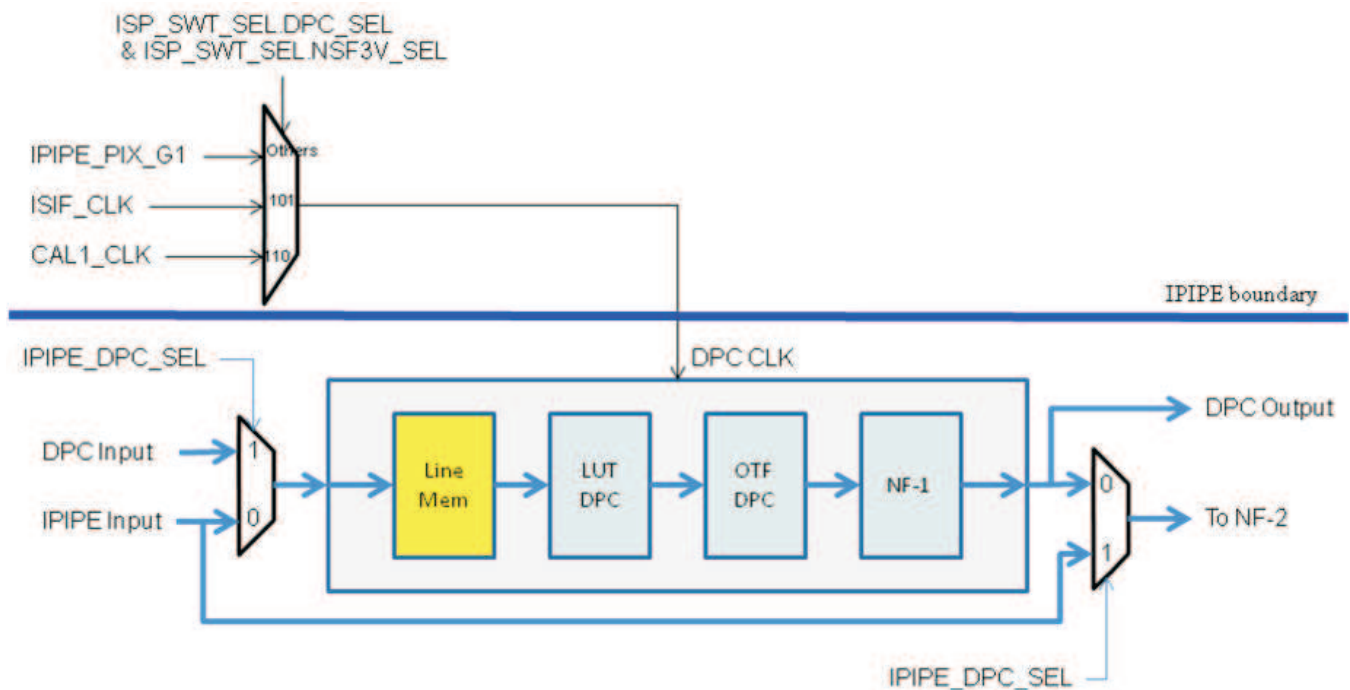 ISP_SWT_SEL.DPC_SEL
& ISP_SWT_SEL.NSF3V_SEL
IPIPE_PIX_G1
Others
ISIF_CLK
101
CAL1_CLK
110
IPIPE boundary
IPIPE_DPC_SEL
DPC CLK
DPC Input
1
IPIPE Input
0
Line
Mem
LUT
DPC
OTF
DPC
NF-1
DPC Output
0
To NF-2
1
IPIPE_DPC_SEL